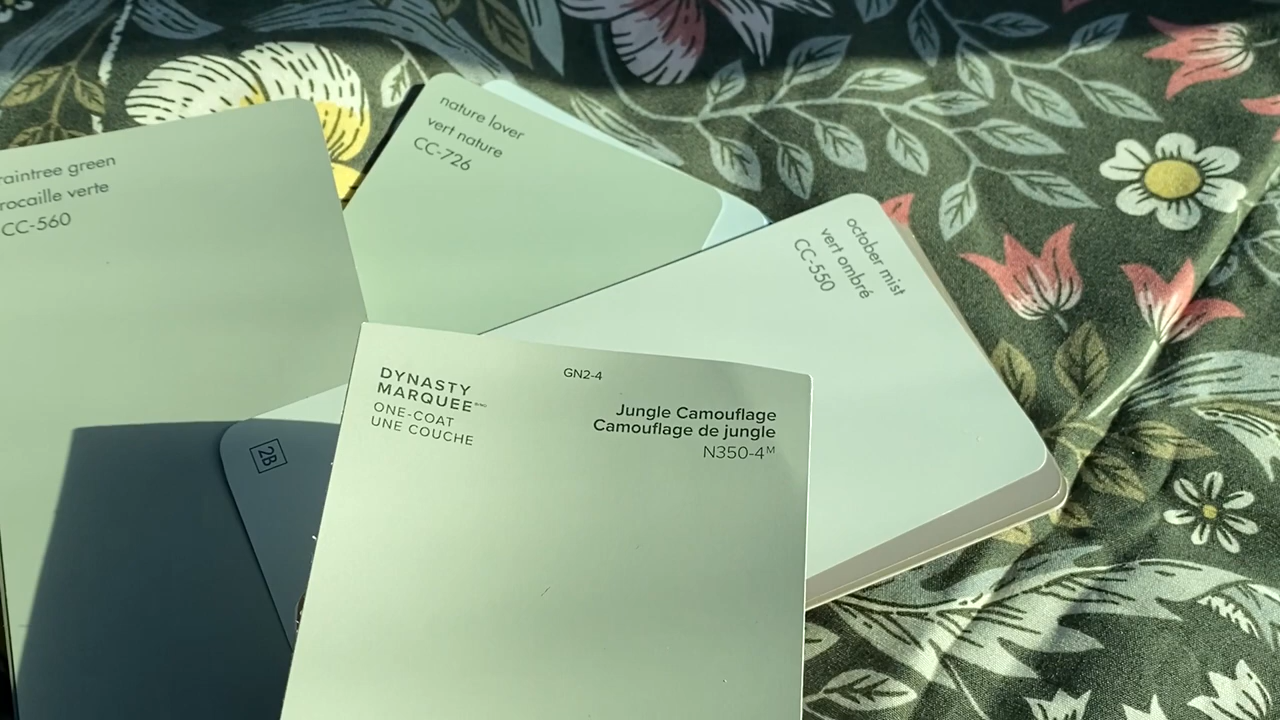 raintree green
rocaille verte
CC-560
nature lover
vert nature
CC-726
october mist
vert ombré
CC-550
2B
DYNASTY
MARQUEE
ONE-COAT
UNE COUCHE
GN2-4
Jungle Camouflage
Camouflage de jungle
N350-4ᴹ